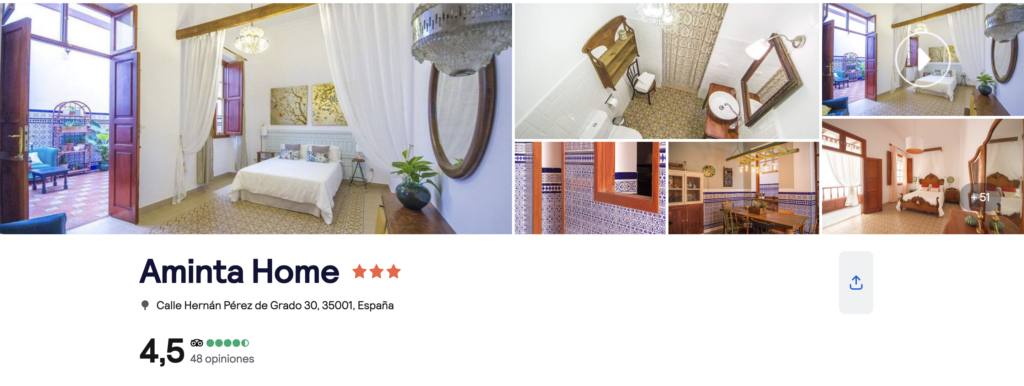 +51
Aminta Home
Calle Hernán Pérez de Grado 30, 35001, España
4,5
48 opiniones